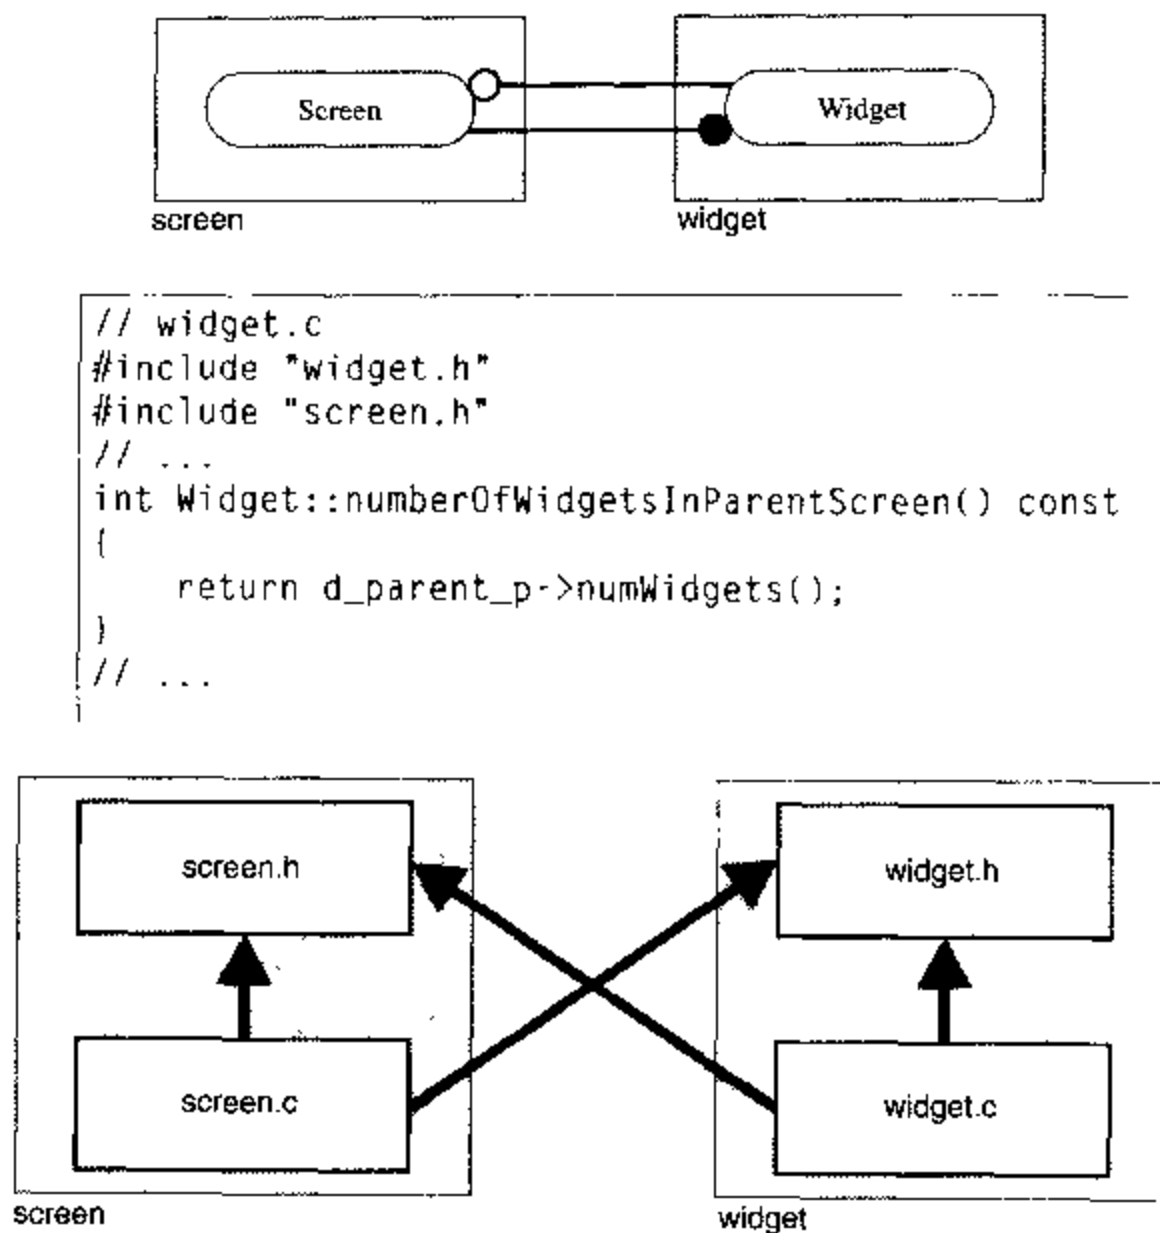 Screen
Widget
screen
widget
// widget.c
#include "widget.h"
#include "screen.h"
// ...
int Widget::numberOfWidgetsInParentScreen() const
{
    return d_parent_p->numWidgets();
}
// ...
screen.h
widget.h
screen.c
widget.c
screen
widget